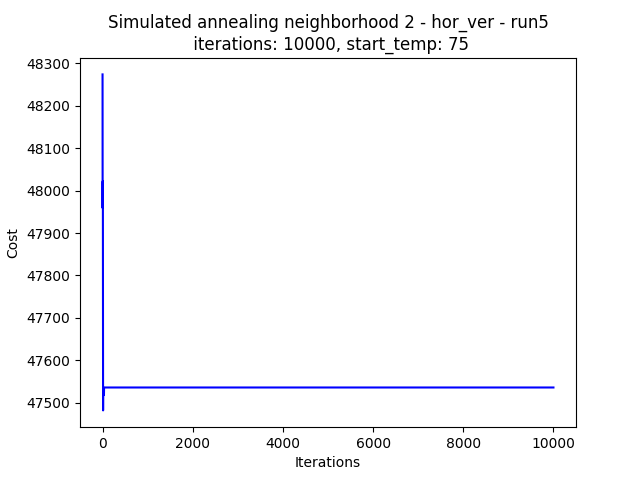 Simulated annealing neighborhood 2 - hor_ver - run5
iterations: 10000, start_temp: 75
48300
48200
48100
48000
47900
47800
47700
47600
47500
Cost
0 2000 4000 6000 8000 10000
Iterations